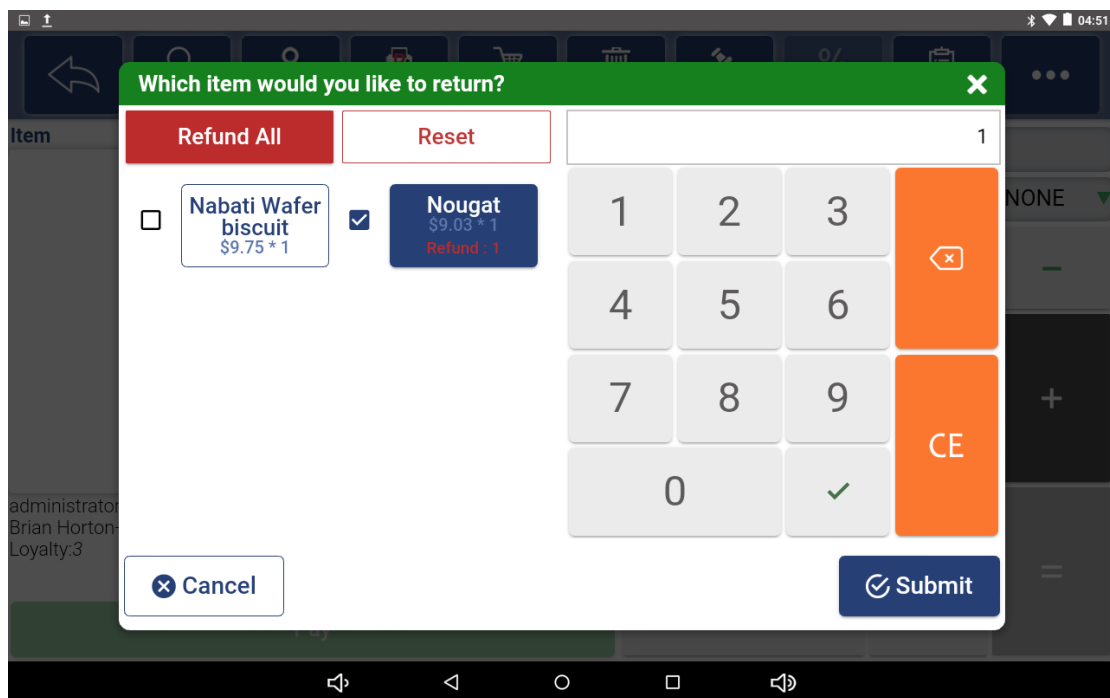 04:51
Which item would you like to return?
Item
Refund All
Reset
1
NONE
Nabati Wafer
biscuit
$9.75 * 1
Nougat
$9.03 * 1
Refund : 1
1
2
3
4
5
6
7
8
9
CE
0
+
=
administrator
Brian Horton-
Loyalty:3
Cancel
Submit
Pay